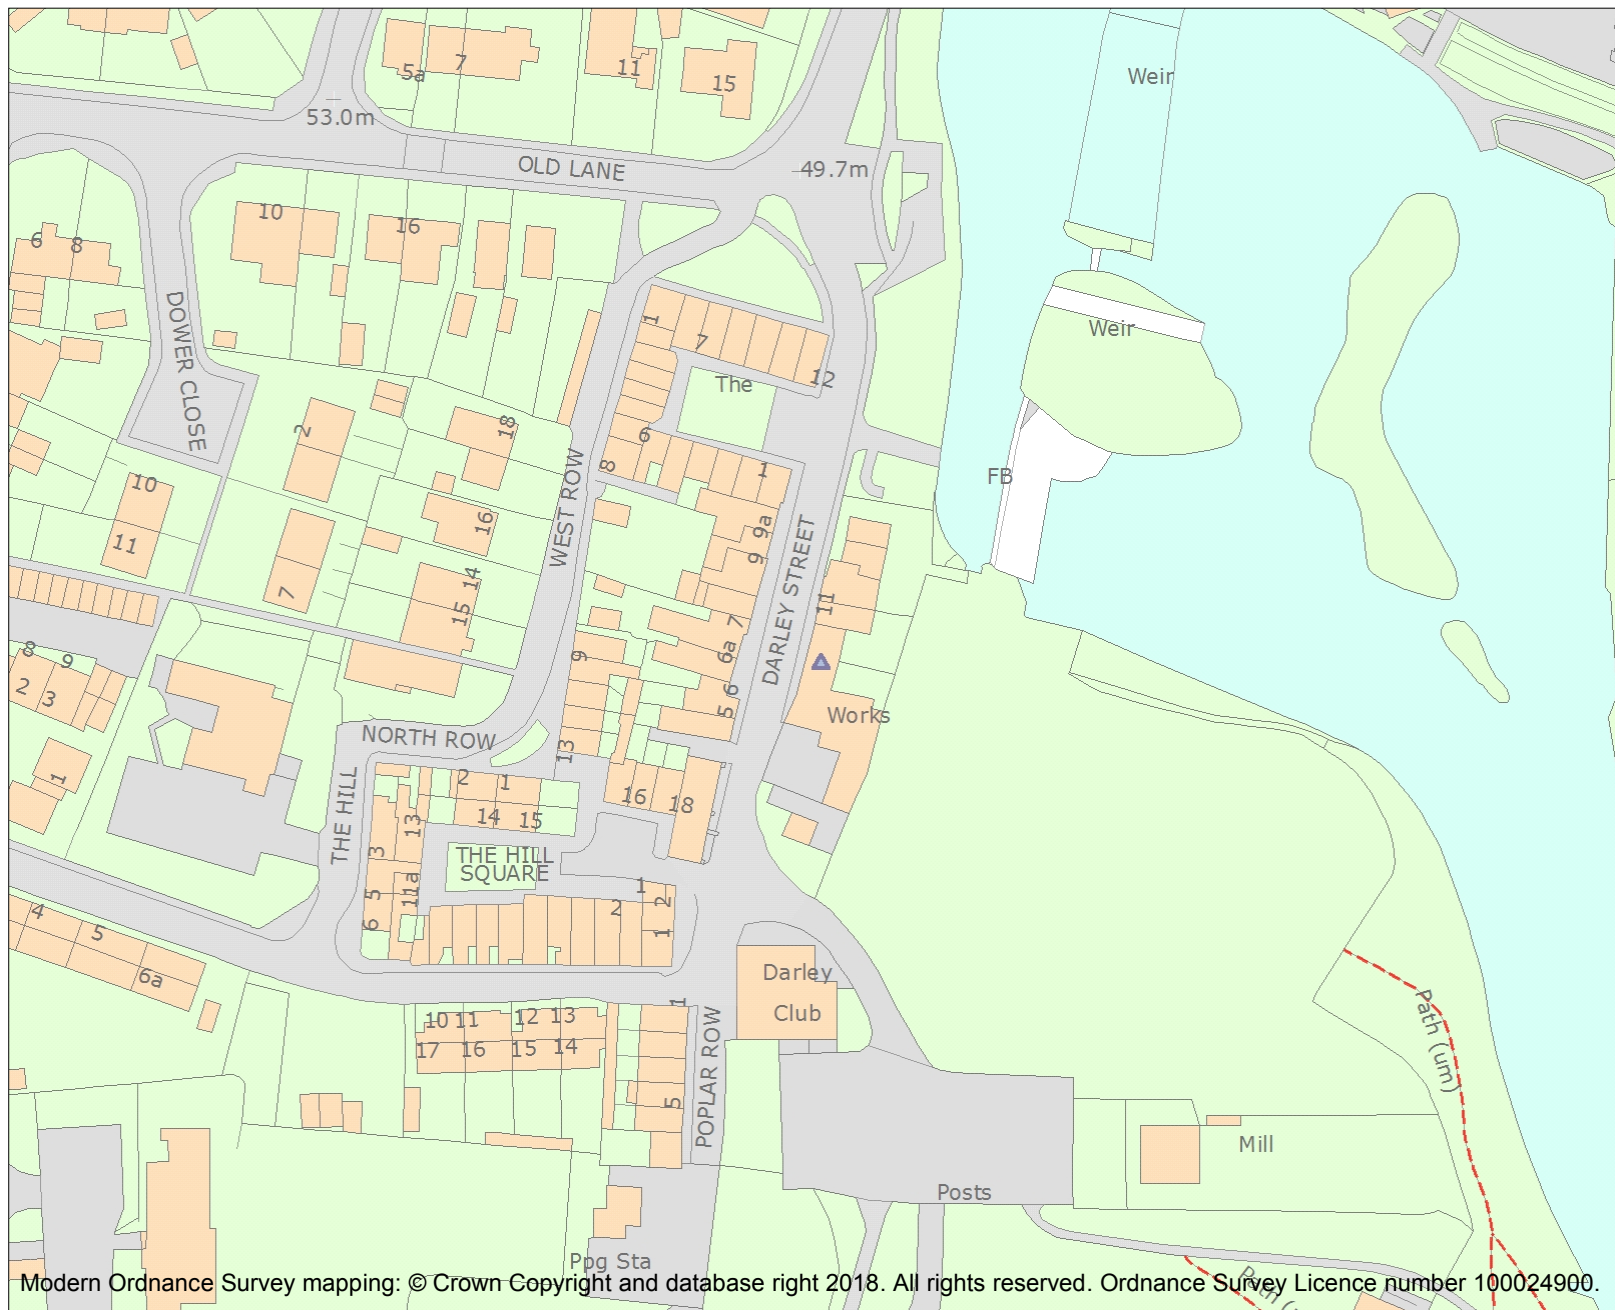 5a
7
11
15
Weir
53.0m
OLD LANE
49.7m
10
16
6
8
DOWER CLOSE
1
7
Weir
The
12
2
18
6
8
1
FB
10
WEST ROW
16
9a
11
9
DARLEY STREET
7
14
15
11
7
6a
8
9
9
2
3
6
5
Works
NORTH ROW
13
1
2
1
16
18
THE HILL
14
15
13
3
THE HILL
SQUARE
11a
5
1
2
2
6
1
4
5
6a
Darley
Club
1
10
11
12
13
17
16
15
14
POPLAR ROW
5
Path (um)
Mill
Posts
Ppg Sta
Path (
Modern Ordnance Survey mapping: © Crown Copyright and database right 2018. All rights reserved. Ordnance Survey Licence number 100024900.